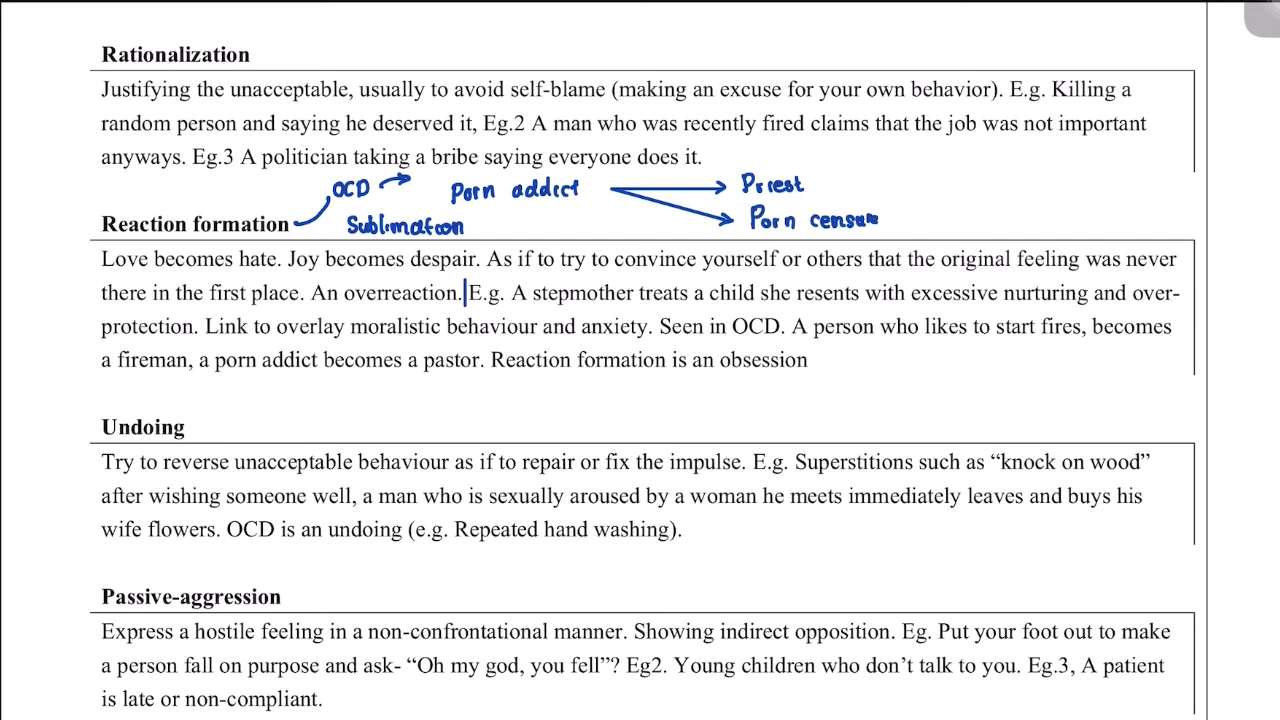 Rationalization
Justifying the unacceptable, usually to avoid self-blame (making an excuse for your own behavior). E.g. Killing a
random person and saying he deserved it, Eg.2 A man who was recently fired claims that the job was not important
anyways. Eg.3 A politician taking a bribe saying everyone does it.
OCD Porn addict Priest
Reaction formation Sublimation Porn censure
Love becomes hate. Joy becomes despair. As if to try to convince yourself or others that the original feeling was never
there in the first place. An overreaction. E.g. A stepmother treats a child she resents with excessive nurturing and over-
protection. Link to overlay moralistic behaviour and anxiety. Seen in OCD. A person who likes to start fires, becomes
a fireman, a porn addict becomes a pastor. Reaction formation is an obsession
Undoing
Try to reverse unacceptable behaviour as if to repair or fix the impulse. E.g. Superstitions such as “knock on wood”
after wishing someone well, a man who is sexually aroused by a woman he meets immediately leaves and buys his
wife flowers. OCD is an undoing (e.g. Repeated hand washing).
Passive-aggression
Express a hostile feeling in a non-confrontational manner. Showing indirect opposition. Eg. Put your foot out to make
a person fall on purpose and ask- “Oh my god, you fell”? Eg2. Young children who don’t talk to you. Eg.3, A patient
is late or non-compliant.